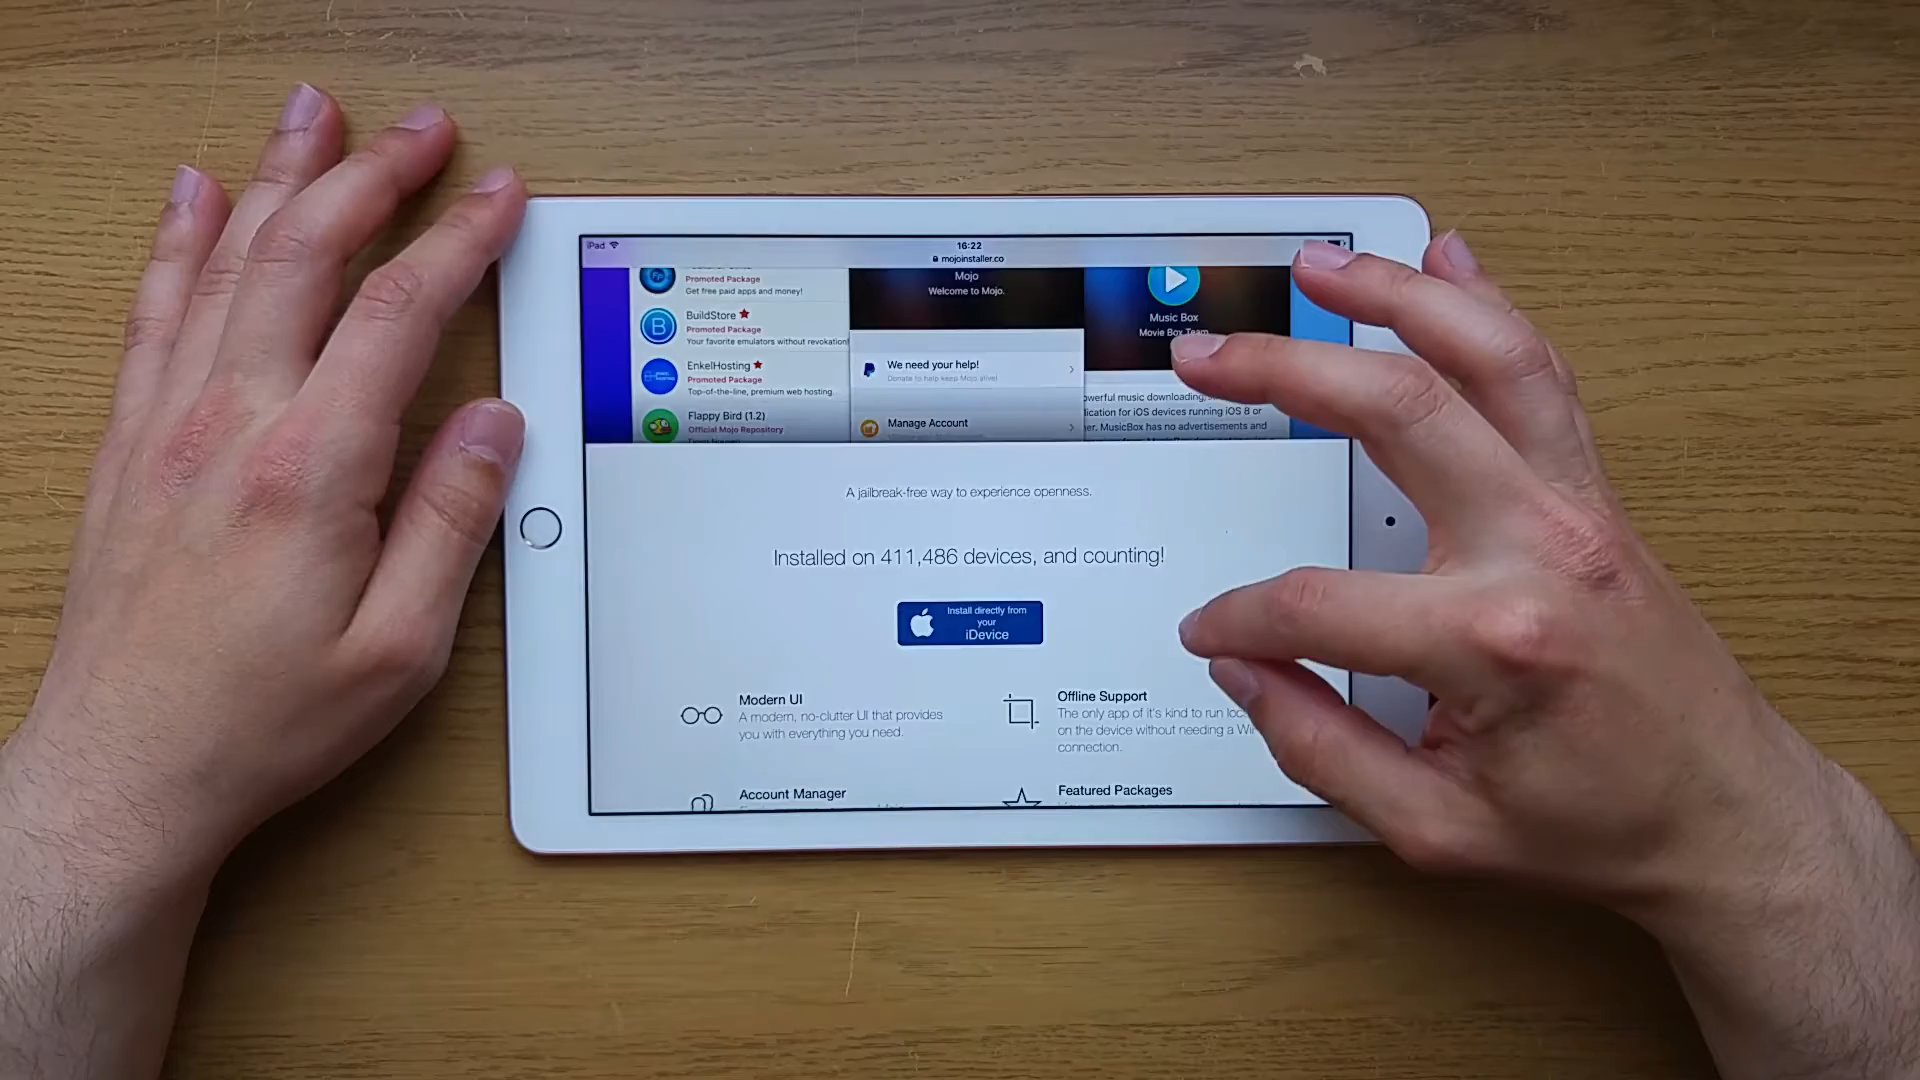 iPad
16:22
mojoinstaller.co
Promoted Package
Get free paid apps and money!
BuildStore
Promoted Package
Your favorite emulators without revokation!
EnkelHosting
Promoted Package
Top-of-the-line, premium web hosting
Flappy Bird (1.2)
Official Mojo Repository
Mojo
Welcome to Mojo.
We need your help!
Donate to help keep Mojo alive!
Manage Account
Music Box
Movie Box Team
owerful music downloading
lication for iOS devices running iOS 8 or
er. MusicBox has no advertisements and
A jailbreak-free way to experience openness.
Installed on 411,486 devices, and counting!
Install directly from
your
iDevice
Modern UI
A modern, no-clutter UI that provides
you with everything you need.
Offline Support
The only app of it's kind to run loc
on the device without needing a Wi
connection.
Account Manager
Featured Packages